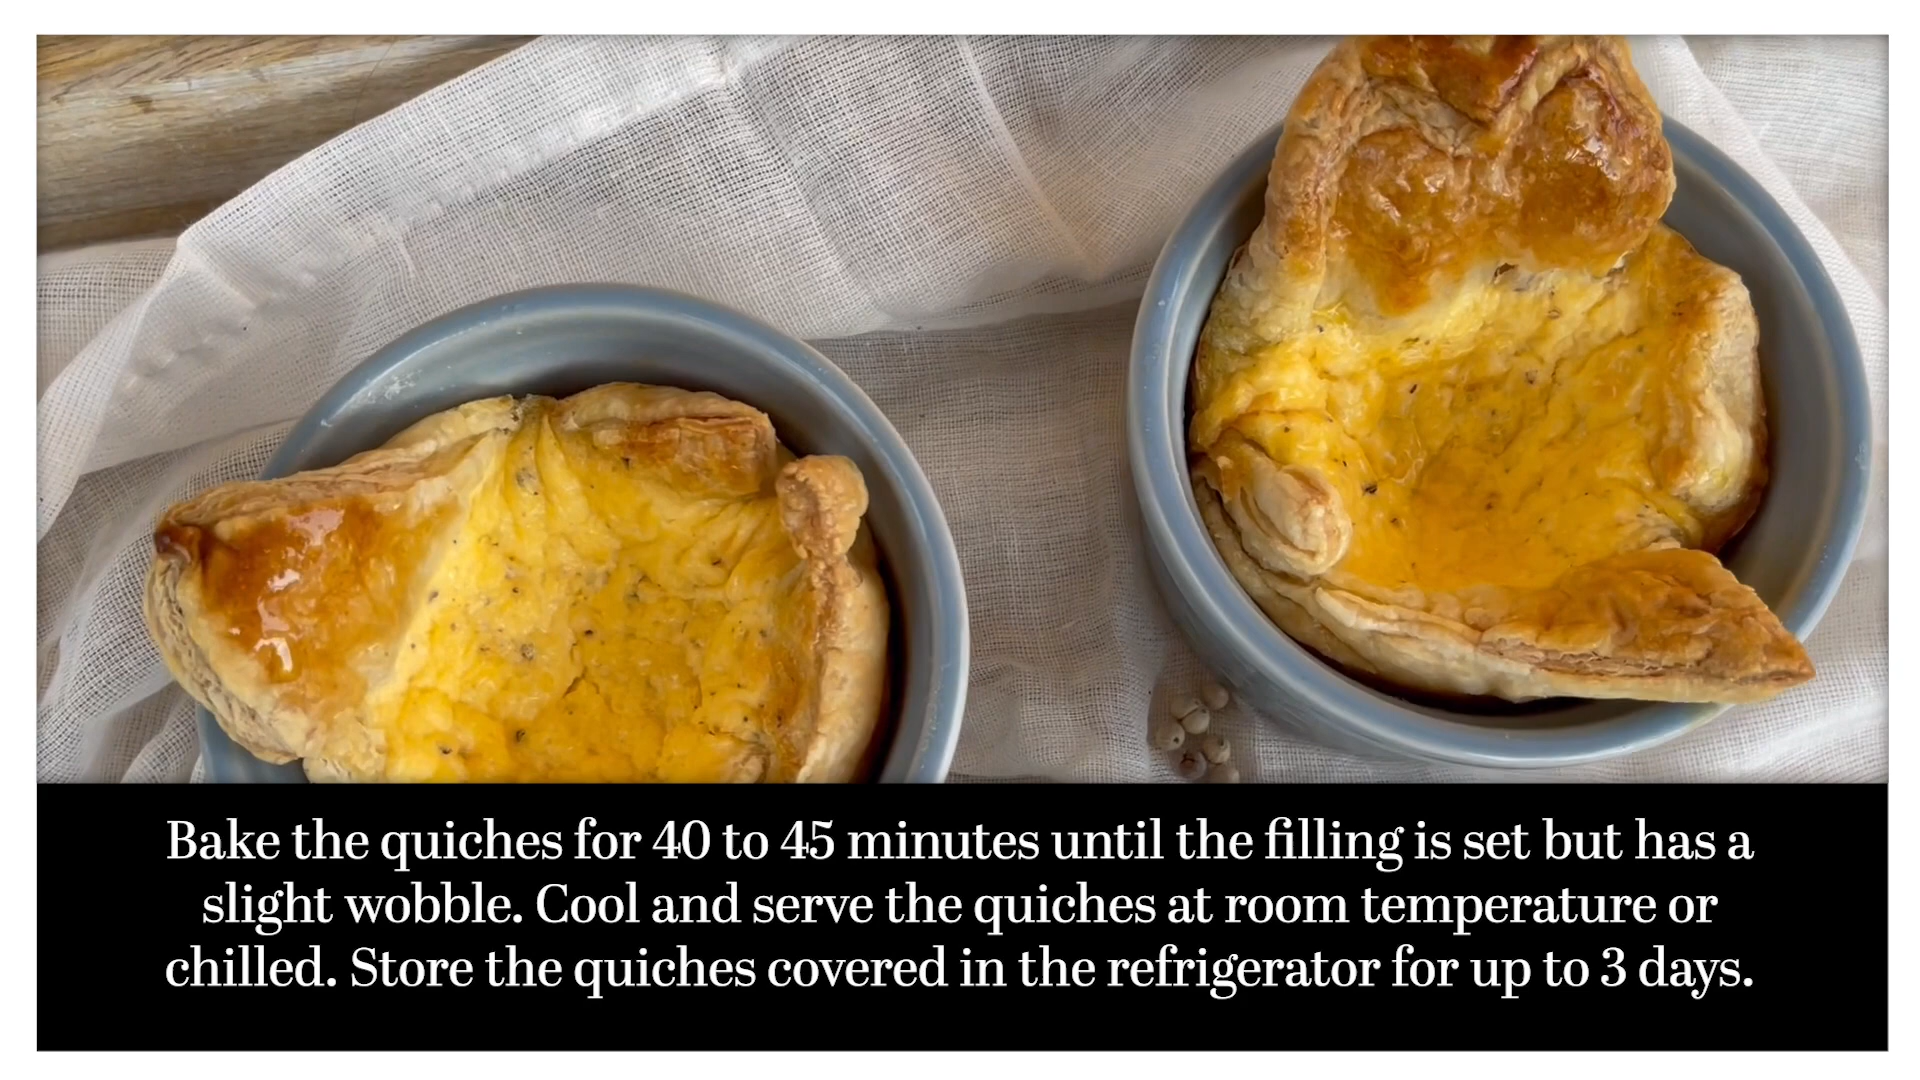 Bake the quiches for 40 to 45 minutes until the filling is set but has a
slight wobble. Cool and serve the quiches at room temperature or
chilled. Store the quiches covered in the refrigerator for up to 3 days.